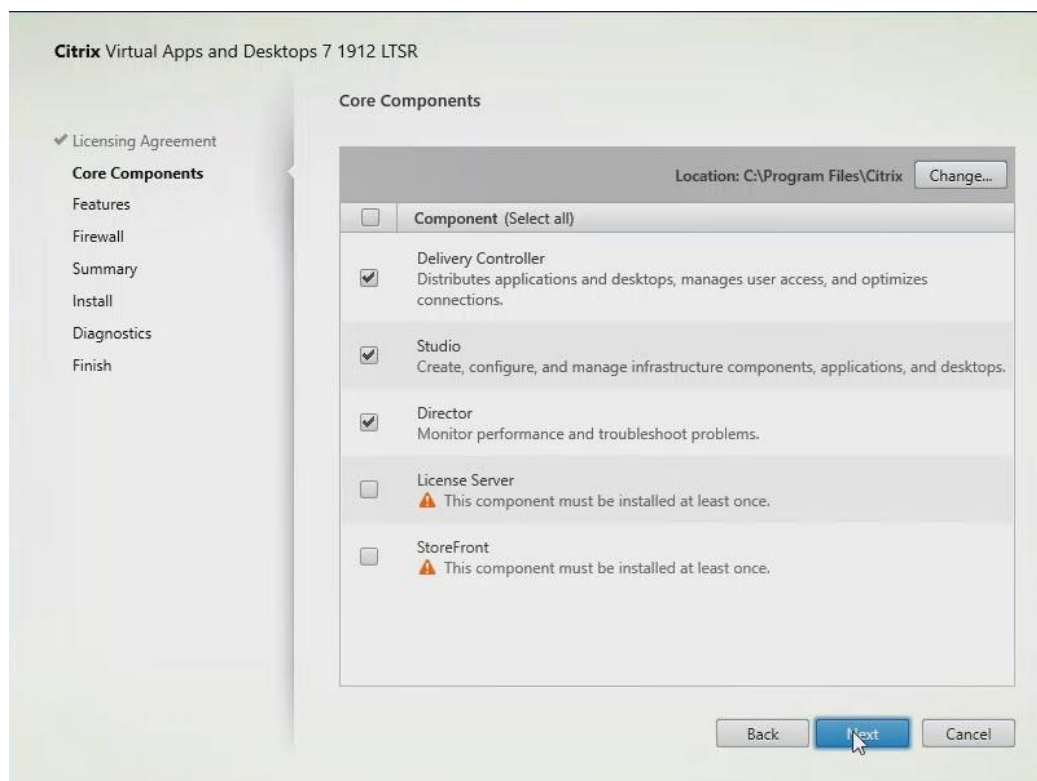 Citrix Virtual Apps and Desktops 7 1912 LTSR
Core Components
Licensing Agreement
Core Components
Features
Firewall
Summary
Install
Diagnostics
Finish
Location: C:\Program Files\Citrix
Change...
Component (Select all)
Delivery Controller
Distributes applications and desktops, manages user access, and optimizes
connections.
Studio
Create, configure, and manage infrastructure components, applications, and desktops.
Director
Monitor performance and troubleshoot problems.
License Server
This component must be installed at least once.
StoreFront
This component must be installed at least once.
Back
Next
Cancel